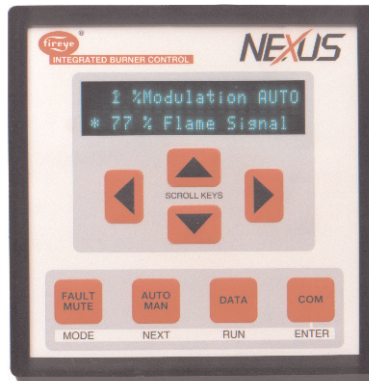 fireye ®
NEXUS
INTEGRATED BURNER CONTROL
1 %Modulation AUTO
* 77 % Flame Signal
SCROLL KEYS
FAULT MUTE
AUTO MAN
DATA
COM
MODE
NEXT
RUN
ENTER